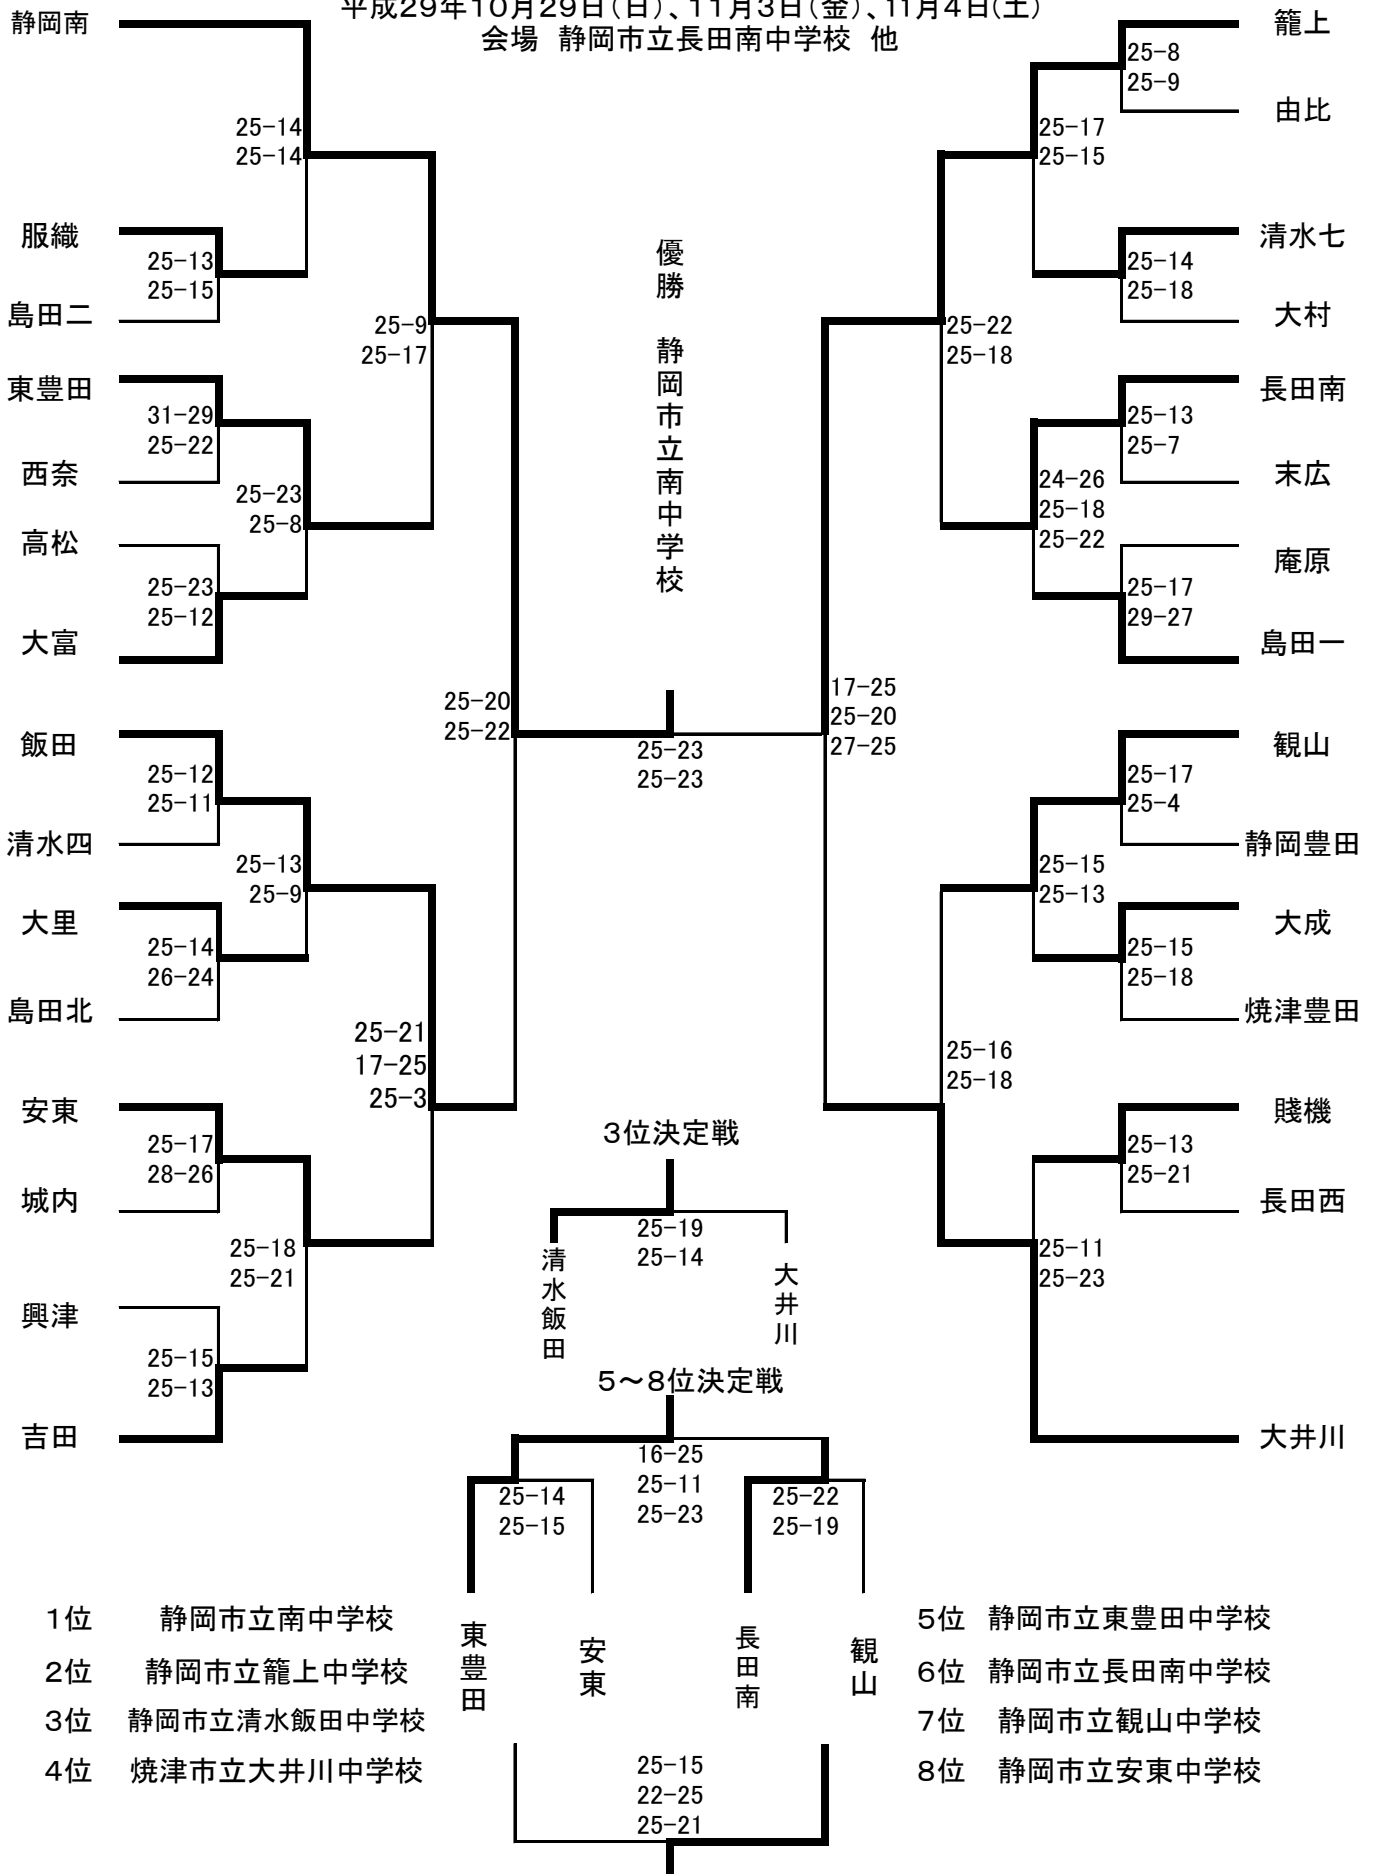 平成29年10月29日(日)、11月3日(金)、11月4日(土)
会場 静岡市立長田南中学校 他
静岡南
25-14
25-14
服織
25-13
25-15
島田二
25-9
25-17
東豊田
31-29
25-22
西奈
25-23
25-8
高松
25-23
25-12
大富
25-20
25-22
飯田
25-12
25-11
清水四
25-13
25-9
大里
25-14
26-24
島田北
25-21
17-25
25-3
安東
25-17
28-26
城内
25-18
25-21
興津
25-15
25-13
吉田
優勝 静岡市立南中学校
25-23
25-23
籠上
25-8
25-9
由比
25-17
25-15
清水七
25-14
25-18
大村
25-22
25-18
長田南
25-13
25-7
末広
24-26
25-18
25-22
庵原
25-17
29-27
島田一
17-25
25-20
27-25
観山
25-17
25-4
静岡豊田
25-15
25-13
大成
25-15
25-18
焼津豊田
25-16
25-18
賤機
25-13
25-21
長田西
25-11
25-23
大井川
3位決定戦
25-19
25-14
清水飯田
大井川
5~8位決定戦
16-25
25-11
25-23
25-14
25-15
25-22
25-19
東豊田
安東
長田南
観山
25-15
22-25
25-21
1位 静岡市立南中学校
2位 静岡市立籠上中学校
3位 静岡市立清水飯田中学校
4位 焼津市立大井川中学校
5位 静岡市立東豊田中学校
6位 静岡市立長田南中学校
7位 静岡市立観山中学校
8位 静岡市立安東中学校